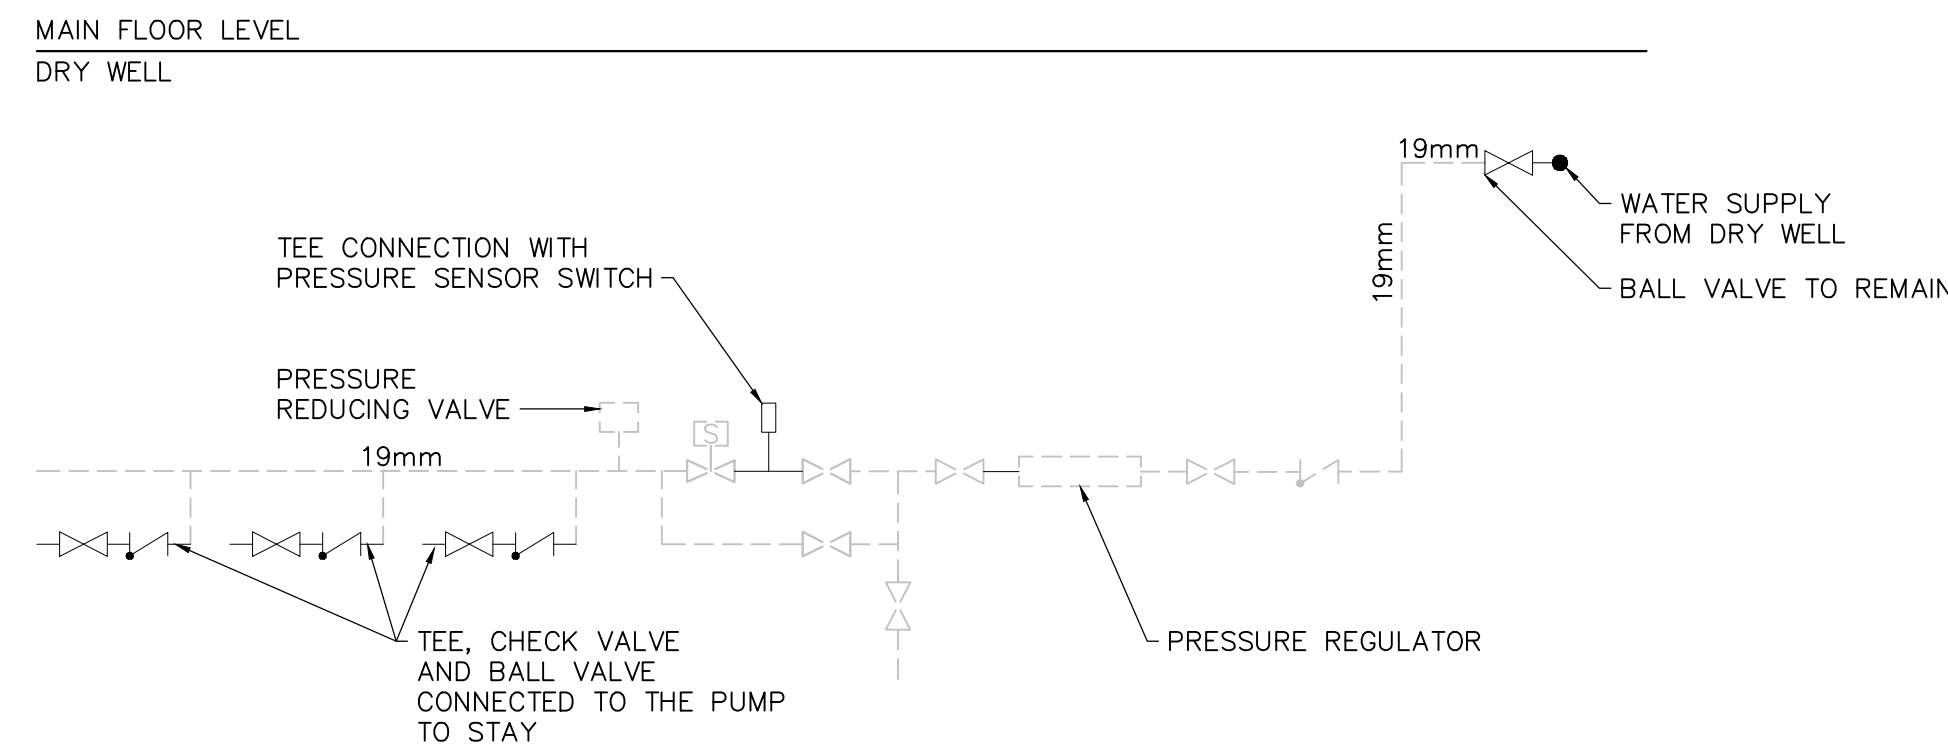 MAIN FLOOR LEVEL
DRY WELL
19mm
WATER SUPPLY
FROM DRY WELL
19mm
BALL VALVE TO REMAIN
TEE CONNECTION WITH
PRESSURE SENSOR SWITCH
PRESSURE
REDUCING VALVE
S
19mm
TEE, CHECK VALVE
AND BALL VALVE
CONNECTED TO THE PUMP
TO STAY
PRESSURE REGULATOR